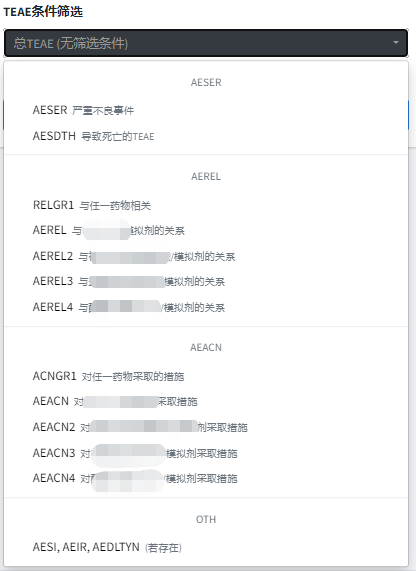 TEAE条件筛选
总TEAE (无筛选条件)
AESER
AESER 严重不良事件
AESDTH 导致死亡的TEAE
AEREL
RELGR1 与任一药物相关
AEREL 与模拟剂的关系
AEREL2 与/模拟剂的关系
AEREL3 与模拟剂的关系
AEREL4 与/模拟剂的关系
AEACN
ACNGR1 对任一药物采取的措施
AEACN 对采取措施
AEACN2 对剂采取措施
AEACN3 对模拟剂采取措施
AEACN4 对模拟剂采取措施
OTH
AESI, AEIR, AEDLTYN (若存在)